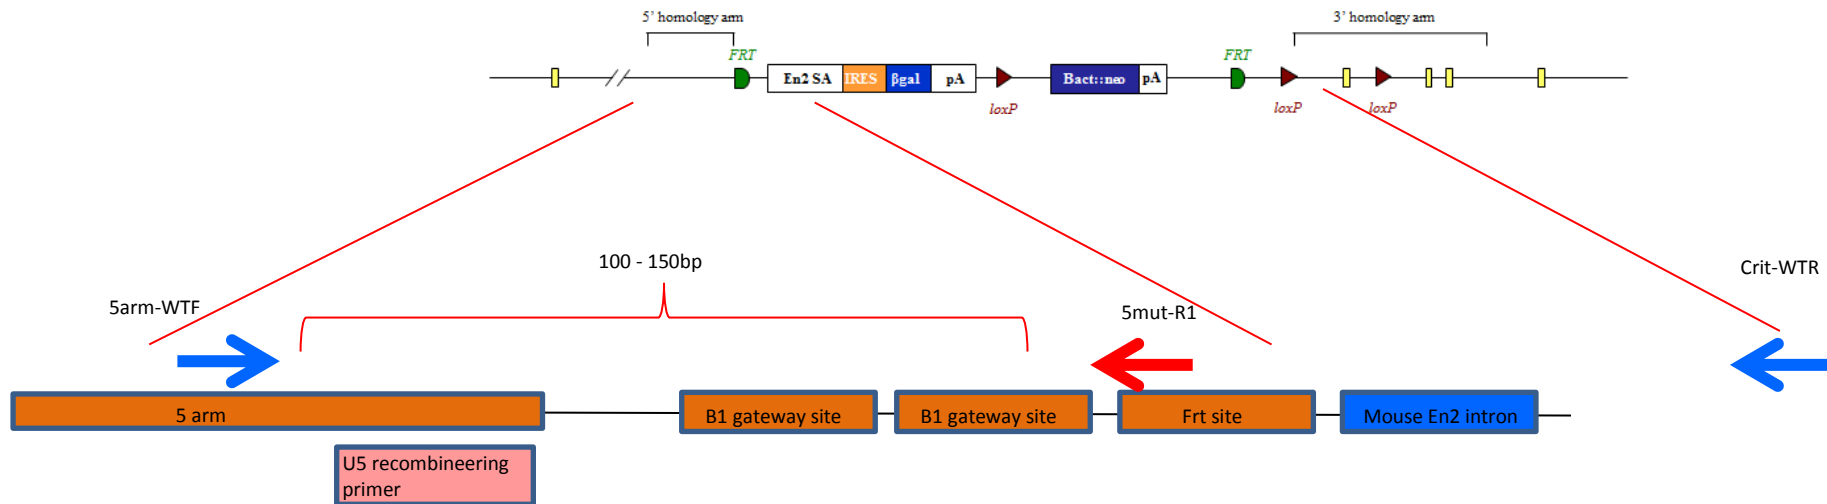 5' homology arm
3' homology arm
FRT
FRT
En2 SA IRES βgal pA
Bact::neo pA
loxP
loxP
loxP
100 - 150bp
Crit-WTR
5arm-WTF
5mut-R1
5 arm
B1 gateway site
B1 gateway site
Frt site
Mouse En2 intron
U5 recombineering
primer